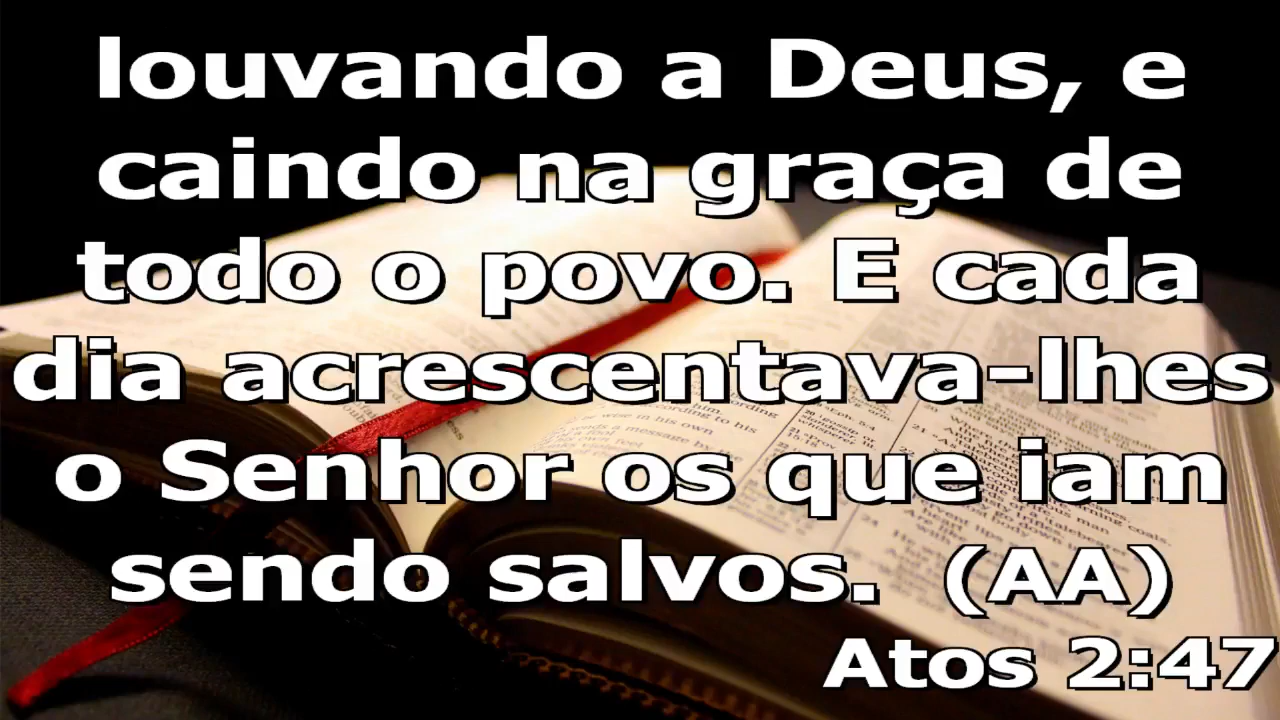 louvando a Deus, e
caindo na graça de
todo o povo. E cada
dia acrescentava-lhes
o Senhor os que iam
sendo salvos. (AA)
Atos 2:47